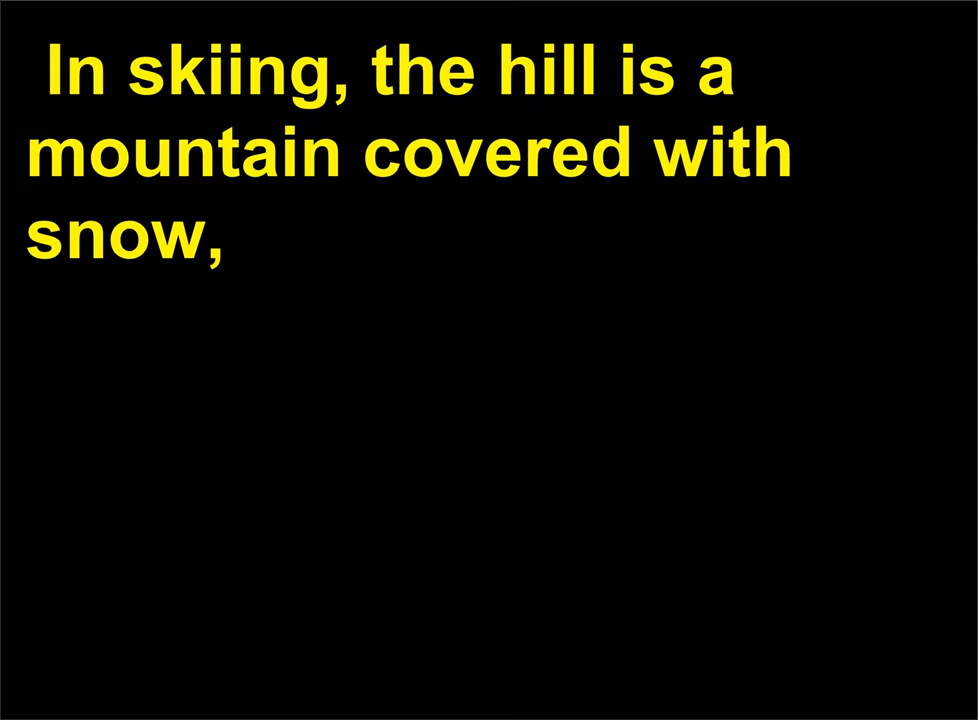 In skiing, the hill is a
mountain covered with
snow,